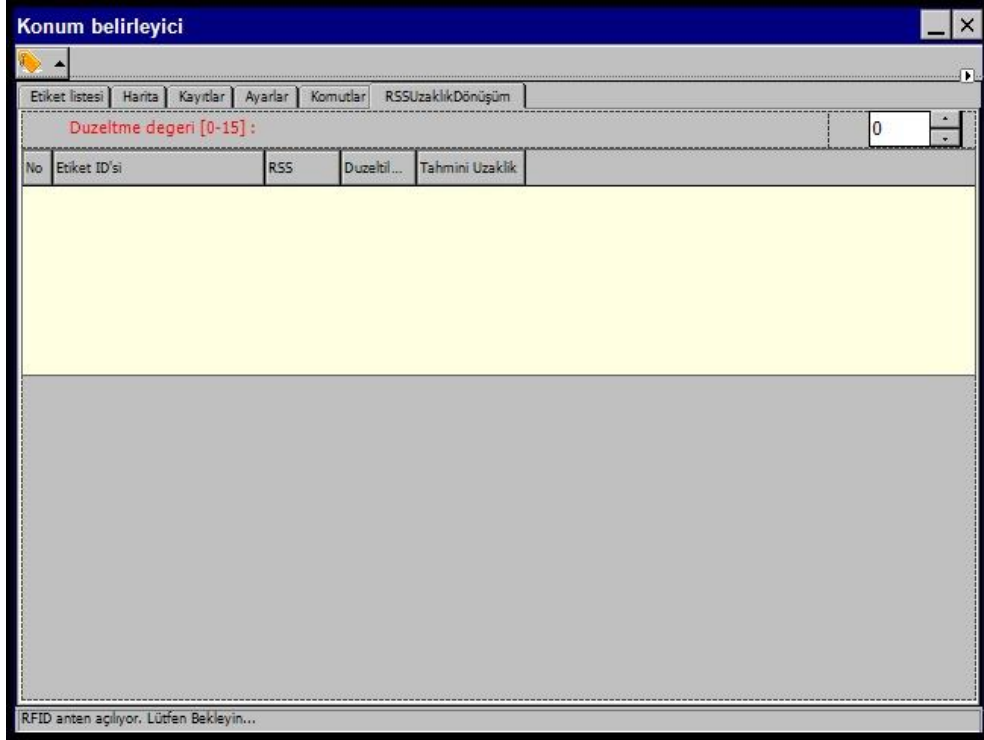 Konum belirleyici
Etiket listesi Harita Kayıtlar Ayarlar Komutlar RSSUzaklıkDönüşüm
Duzeltme degeri [0-15] : 0
No Etiket ID'si RSS Duzeltil... Tahmini Uzaklik
RFID anten açılıyor. Lütfen Bekleyin...